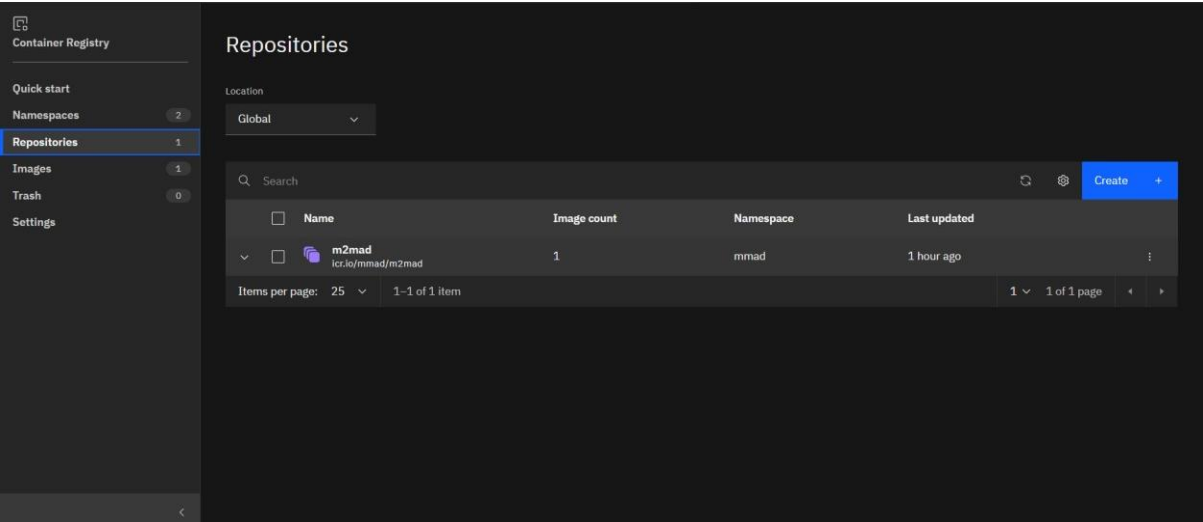 Container Registry
Quick start
Namespaces 2
Repositories 1
Images 1
Trash 0
Settings
Repositories
Location
Global
Search
Create +
Name Image count Namespace Last updated
m2mad 1 mmad 1 hour ago
icr.io/mmad/m2mad
Items per page: 25 1–1 of 1 item 1 1 of 1 page